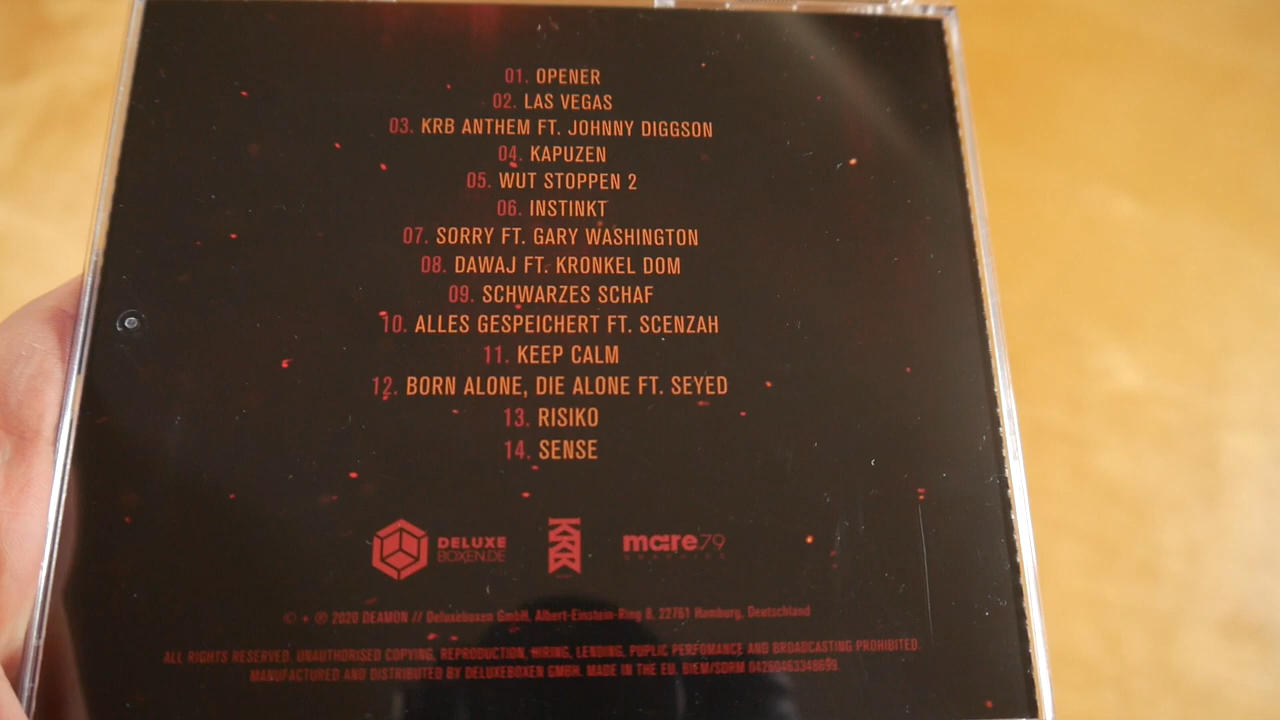 01. OPENER
02. LAS VEGAS
03. KRB ANTHEM FT. JOHNNY DIGGSON
04. KAPUZEN
05. WUT STOPPEN 2
06. INSTINKT
07. SORRY FT. GARY WASHINGTON
08. DAWAJ FT. KRONKEL DOM
09. SCHWARZES SCHAF
10. ALLES GESPEICHERT FT. SCENZAH
11. KEEP CALM
12. BORN ALONE, DIE ALONE FT. SEYED
13. RISIKO
14. SENSE
DELUXE
BOXEN.DE
mare79
GRAPHICS
© + ℗ 2020 DEAMON // Deluxeboxen GmbH, Albert-Einstein-Ring 8, 22761 Hamburg, Deutschland
ALL RIGHTS RESERVED. UNAUTHORISED COPYING, REPRODUCTION, HIRING, LENDING, PUPLIC PERFOMANCE AND BROADCASTING PROHIBITED.
MANUFACTURED AND DISTRIBUTED BY DELUXEBOXEN GMBH. MADE IN THE EU. BIEM/SDRM 04260463348699.